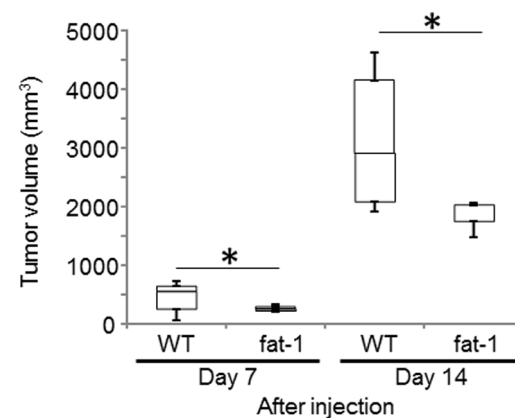 Tumor volume (mm³)
5000
4000
3000
2000
1000
0
*
*
WT
fat-1
WT
fat-1
Day 7
Day 14
After injection